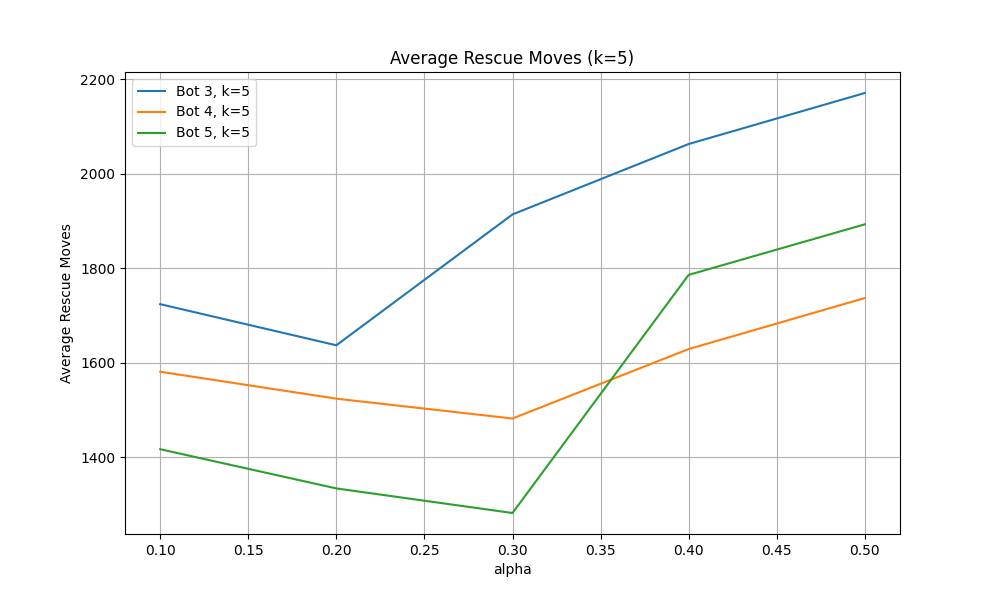 Average Rescue Moves (k=5)
Bot 3, k=5
Bot 4, k=5
Bot 5, k=5
Average Rescue Moves
2200
2000
1800
1600
1400
0.10 0.15 0.20 0.25 0.30 0.35 0.40 0.45 0.50
alpha